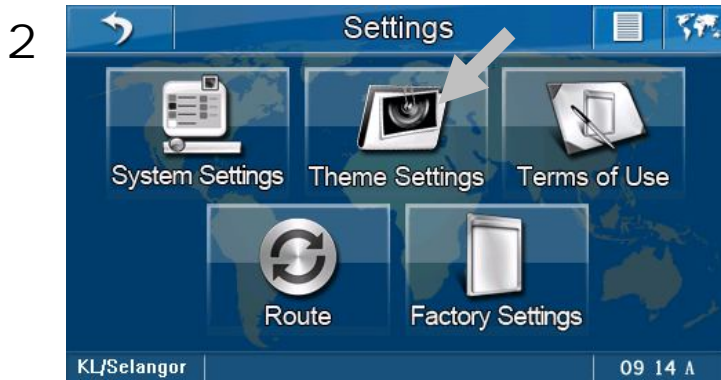 2
Settings
System Settings Theme Settings Terms of Use
Route Factory Settings
KL/Selangor 09 14 A